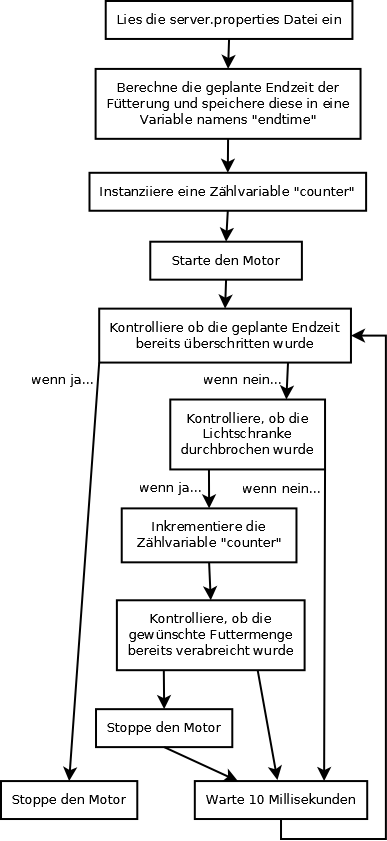 Lies die server.properties Datei ein
Berechne die geplante Endzeit der
Fütterung und speichere diese in eine
Variable namens "endtime"
Instanziiere eine Zählvariable "counter"
Starte den Motor
Kontrolliere ob die geplante Endzeit
bereits überschritten wurde
wenn ja...
wenn nein...
Kontrolliere, ob die
Lichtschranke
durchbrochen wurde
wenn ja...
wenn nein...
Inkrementiere die
Zählvariable "counter"
Kontrolliere, ob die
gewünschte Futtermenge
bereits verabreicht wurde
Stoppe den Motor
Stoppe den Motor
Warte 10 Millisekunden